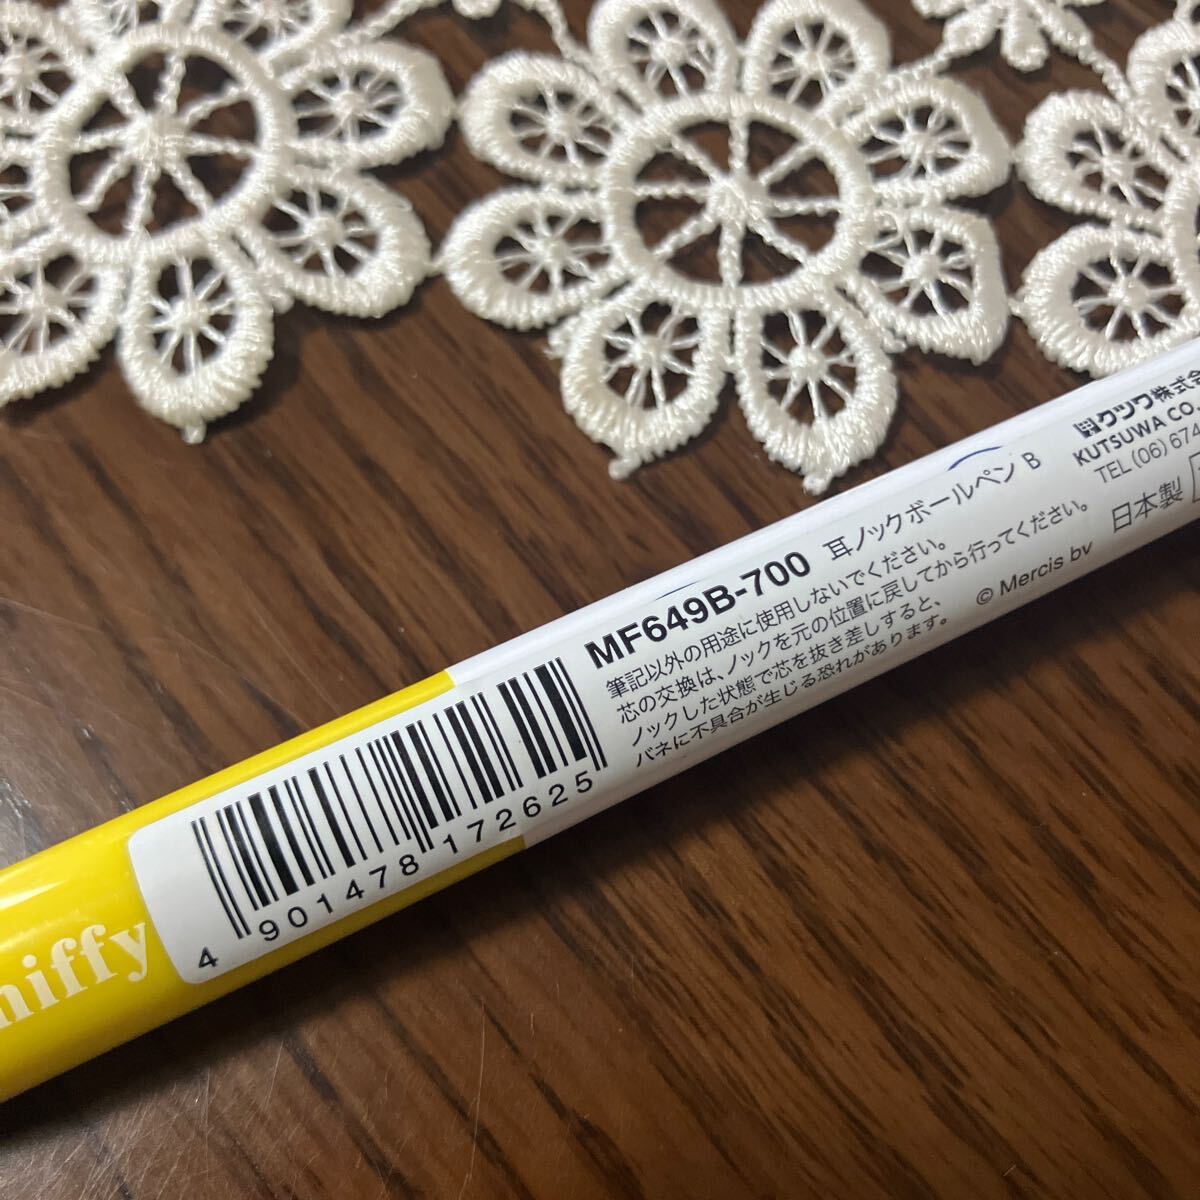 MF649B-700 耳ノックボールペン B
筆記以外の用途に使用しないでください。
芯の交換は、ノックを元の位置に戻してから行ってください。
ノックした状態で芯を抜き差しすると、
バネに不具合が生じる恐れがあります。
© Mercis bv
クツワ株式会
KUTSUWA CO.
TEL (06) 674
日本製
4 901478 172625
miffy